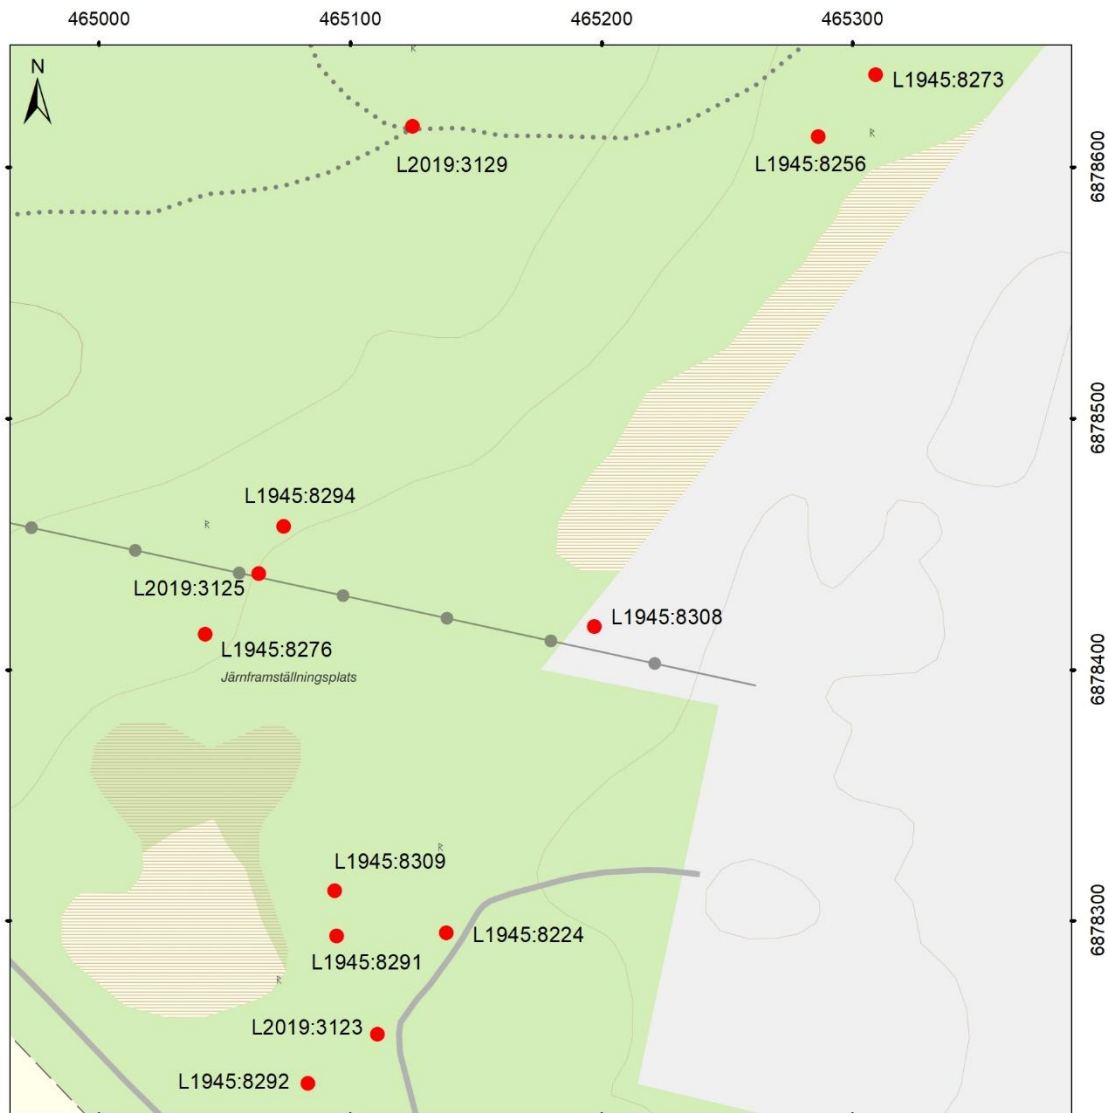 465000 465100 465200 465300
N
R
L1945:8273
R
L2019:3129
L1945:8256
6878600
6878500
L1945:8294
R
L2019:3125
L1945:8308
L1945:8276
Järnframställningsplats
6878400
R
L1945:8309
6878300
L1945:8224
L1945:8291
R
L2019:3123
L1945:8292